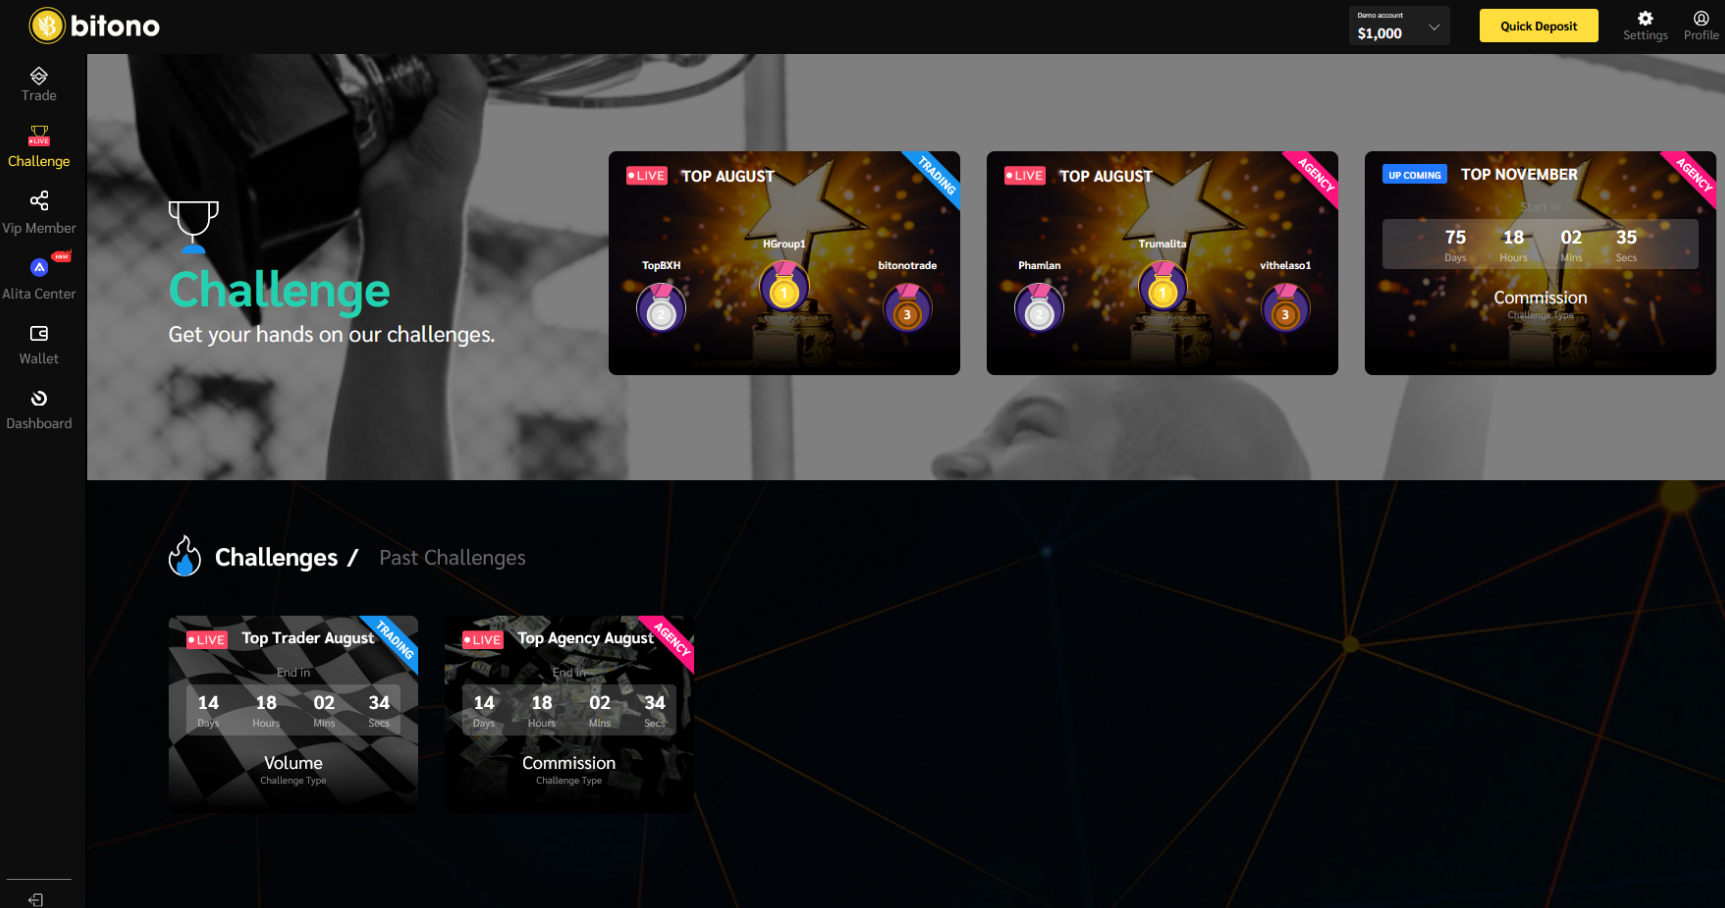 bitono
Demo account
$1,000
Quick Deposit
Settings
Profile
Trade
LIVE
Challenge
Vip Member
NEW
Alita Center
Wallet
Dashboard
Challenge
Get your hands on our challenges.
LIVE TOP AUGUST TRADING
HGroup1
TopBXH
bitonotrade
1
2
3
LIVE TOP AUGUST AGENCY
Trumalita
Phamlan
vithelaso1
1
2
3
UP COMING TOP NOVEMBER AGENCY
Start in
75 18 02 35
Days Hours Mins Secs
Commission
Challenge Type
Challenges / Past Challenges
LIVE Top Trader August TRADING
End in
14 18 02 34
Days Hours Mins Secs
Volume
Challenge Type
LIVE Top Agency August AGENCY
End in
14 18 02 34
Days Hours Mins Secs
Commission
Challenge Type